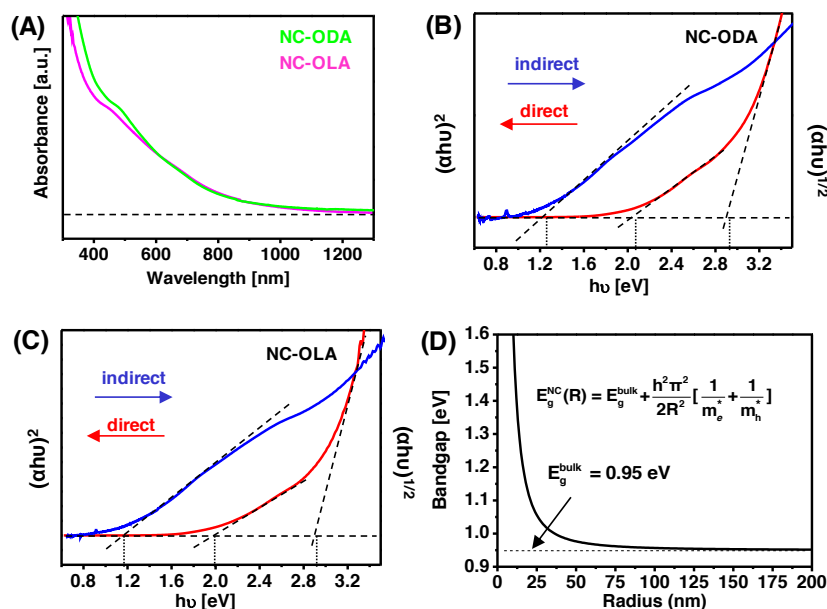 (A)
NC-ODA
NC-OLA
Absorbance [a.u.]
400 600 800 1000 1200
Wavelength [nm]
(B)
NC-ODA
indirect
direct
(αhυ)²
(αhυ)^1/2
0.8 1.2 1.6 2.0 2.4 2.8 3.2
hυ [eV]
(C)
NC-OLA
indirect
direct
(αhυ)²
(αhυ)^1/2
0.8 1.2 1.6 2.0 2.4 2.8 3.2
hυ [eV]
(D)
Bandgap [eV]
1.6
1.5
1.4
1.3
1.2
1.1
1.0
0.9
E_g^NC(R) = E_g^bulk + h²π²/2R² [1/m_e^* + 1/m_h^*]
E_g^bulk = 0.95 eV
0 25 50 75 100 125 150 175 200
Radius (nm)